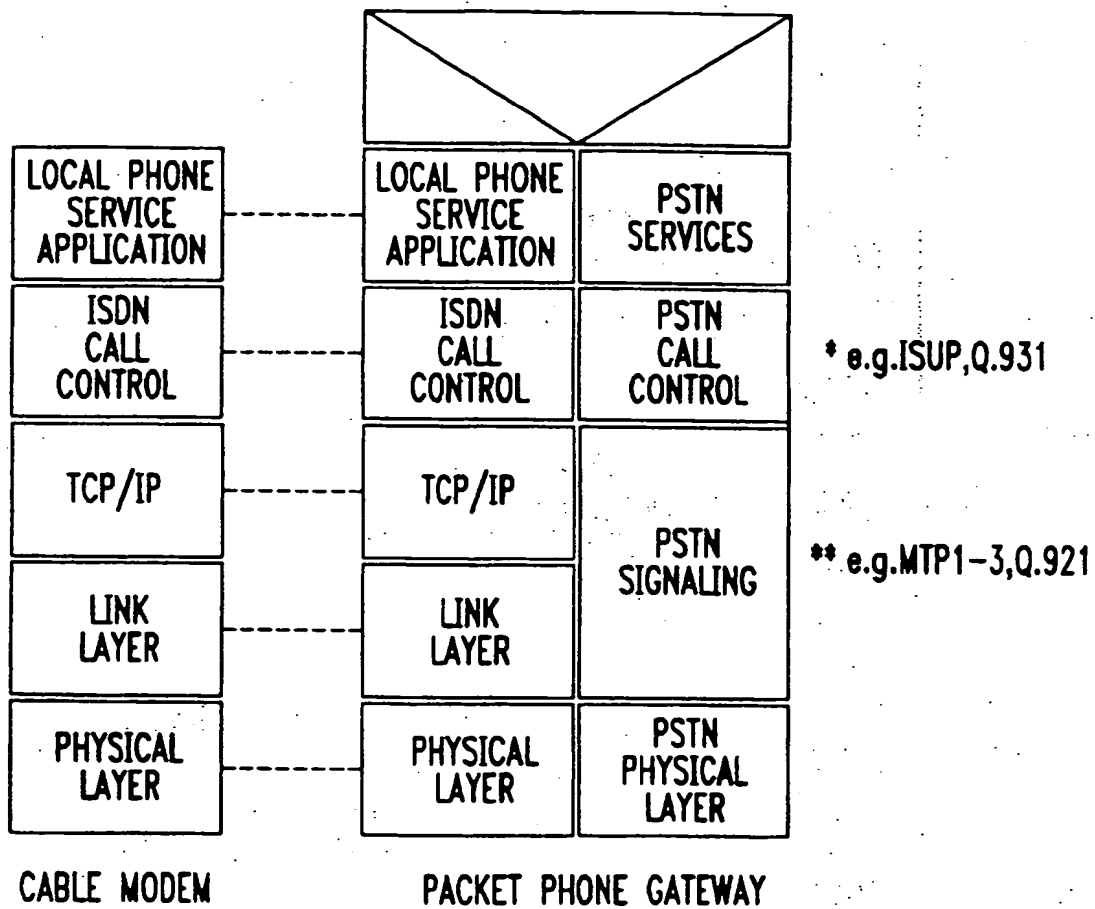 LOCAL PHONE
SERVICE
APPLICATION
LOCAL PHONE
SERVICE
APPLICATION
PSTN
SERVICES
ISDN
CALL
CONTROL
ISDN
CALL
CONTROL
PSTN
CALL
CONTROL
* e.g.ISUP,Q.931
TCP/IP
TCP/IP
PSTN
SIGNALING
** e.g.MTP1-3,Q.921
LINK
LAYER
LINK
LAYER
PHYSICAL
LAYER
PHYSICAL
LAYER
PSTN
PHYSICAL
LAYER
CABLE MODEM
PACKET PHONE GATEWAY